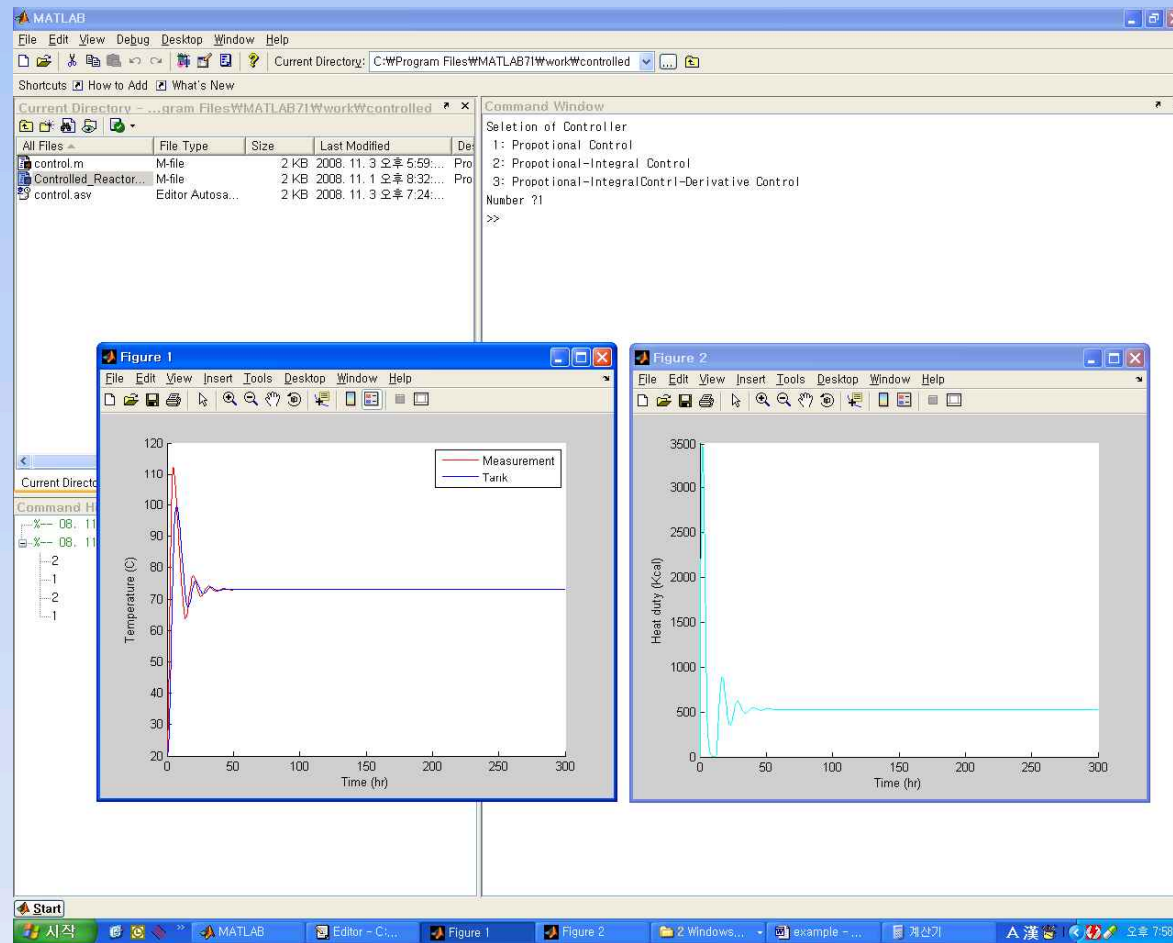 MATLAB
File Edit View Debug Desktop Window Help
Current Directory: C:₩Program Files₩MATLAB71₩work₩controlled
Shortcuts How to Add What's New
Current Directory - ...gram Files₩MATLAB71₩work₩controlled
All Files File Type Size Last Modified De
control.m M-file 2 KB 2008. 11. 3 오후 5:59:... Pro
Controlled_Reactor... M-file 2 KB 2008. 11. 1 오후 8:32:... Pro
control.asv Editor Autosa... 2 KB 2008. 11. 3 오후 7:24:...
Current Directo
Command H
%-- 08. 11
%-- 08. 11
2
1
2
1
Command Window
Seletion of Controller
1: Propotional Control
2: Propotional-Integral Control
3: Propotional-IntegralContrl-Derivative Control
Number ?1
>>
Figure 1
File Edit View Insert Tools Desktop Window Help
Measurement
Tank
120
110
100
90
80
70
60
50
40
30
20
Temperature (C)
0 50 100 150 200 250 300
Time (hr)
Figure 2
File Edit View Insert Tools Desktop Window Help
3500
3000
2500
2000
1500
1000
500
0
Heat duty (Kcal)
0 50 100 150 200 250 300
Time (hr)
Start
시작 MATLAB Editor - C:... Figure 1 Figure 2 2 Windows... example - ... 계산기 A 漢 오후 7:58